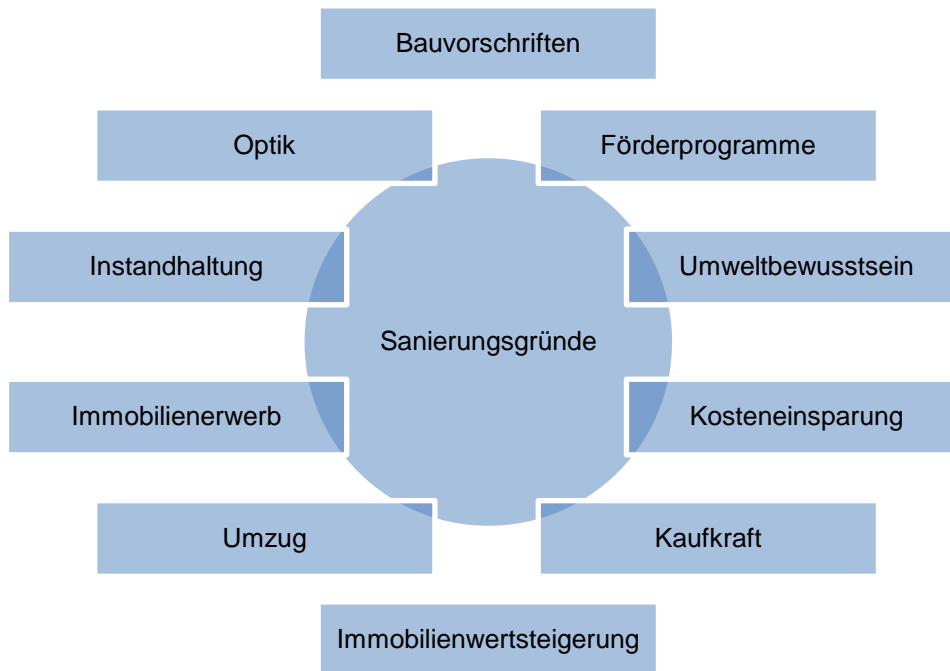 Bauvorschriften
Optik
Förderprogramme
Instandhaltung
Umweltbewusstsein
Sanierungsgründe
Immobilienerwerb
Kosteneinsparung
Umzug
Kaufkraft
Immobilienwertsteigerung